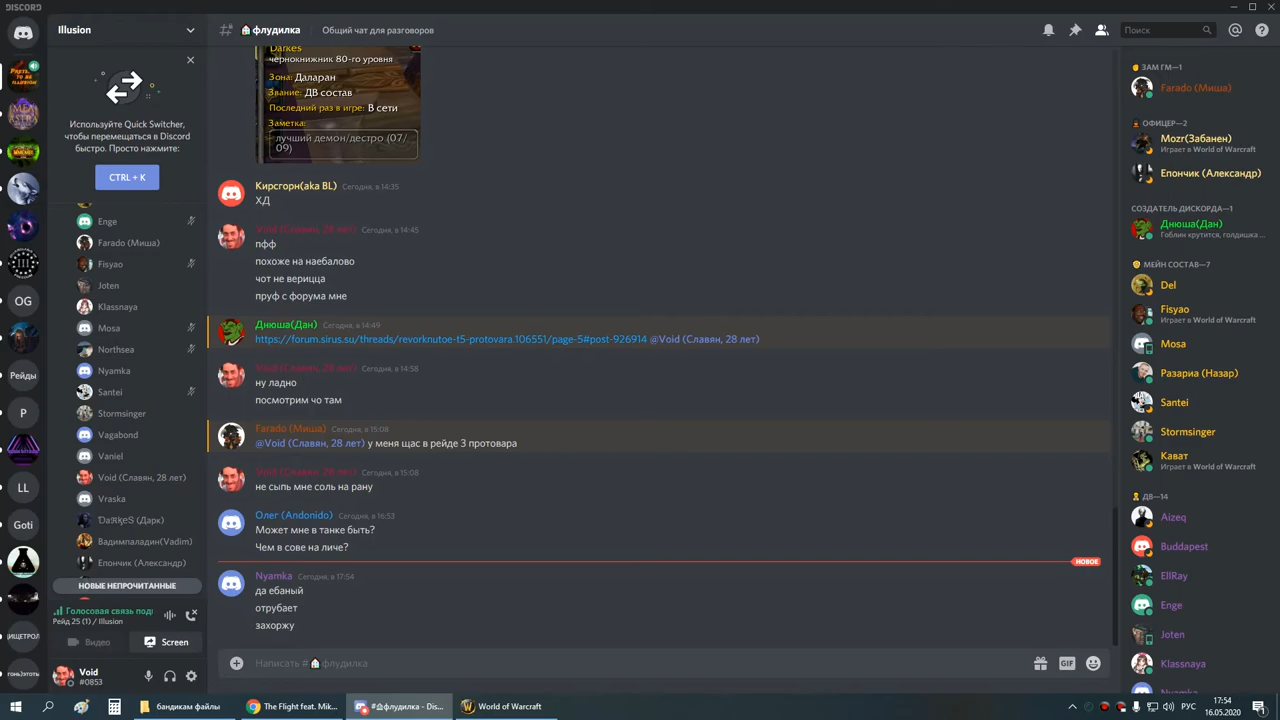 DISCORD
Illusion
#флудилка
Общий чат для разговоров
Поиск
Используйте Quick Switcher,
чтобы перемещаться в Discord
быстро. Просто нажмите:
CTRL + K
Enge
Farado (Миша)
Fisyao
Joten
Klassnaya
Mosa
Northsea
Nyamka
Santei
Stormsinger
Vagabond
Vaniel
Void (Славян, 28 лет)
Vraska
(Дарк)
Вадимпаладин(Vadim)
Епончик (Александр)
НОВЫЕ НЕПРОЧИТАННЫЕ
Голосовая связь под
Рейд 25 (1) / Illusion
Видео
Screen
Void
#0853
OG
Рейды
P
LL
Goti
ИЩЕТРОЛ
Darkes
чернокнижник 80-го уровня
Зона: Даларан
Звание: ДВ состав
Последний раз в игре: В сети
Заметка:
лучший демон/дестро (07/
09)
Кирсгорн(aka BL) Сегодня, в 14:35
ХД
Void (Славян, 28 лет) Сегодня, в 14:45
пфф
похоже на наебалово
чот не верицца
пруф с форума мне
Днюша(Дан) Сегодня, в 14:49
https://forum.sirus.su/threads/revorknutoe-t5-protovara.106551/page-5#post-926914 @Void (Славян, 28 лет)
Void (Славян, 28 лет) Сегодня, в 14:58
ну ладно
посмотрим чо там
Farado (Миша) Сегодня, в 15:08
@Void (Славян, 28 лет) у меня щас в рейде 3 протовара
Void (Славян, 28 лет) Сегодня, в 15:08
не сыпь мне соль на рану
Олег (Andonido) Сегодня, в 16:53
Может мне в танке быть?
Чем в сове на личе?
НОВОЕ
Nyamka Сегодня, в 17:54
да ебаный
отрубает
захоржу
Написать #флудилка
GIF
ЗАМ ГМ—1
Farado (Миша)
ОФИЦЕР—2
Mozr(Забанен)
Играет в World of Warcraft
Епончик (Александр)
СОЗДАТЕЛЬ ДИСКОРДА—1
Днюша(Дан)
Гоблин крутится, голдишка ...
МЕЙН СОСТАВ—7
Del
Fisyao
Играет в World of Warcraft
Mosa
Разариа (Назар)
Santei
Stormsinger
Кават
Играет в World of Warcraft
ДВ—14
Aizeq
Buddapest
EllRay
Enge
Joten
Klassnaya
Nyamka
бандикам файлы
The Flight feat. Mik...
#флудилка - Dis...
World of Warcraft
РУС
17:54
16.05.2020